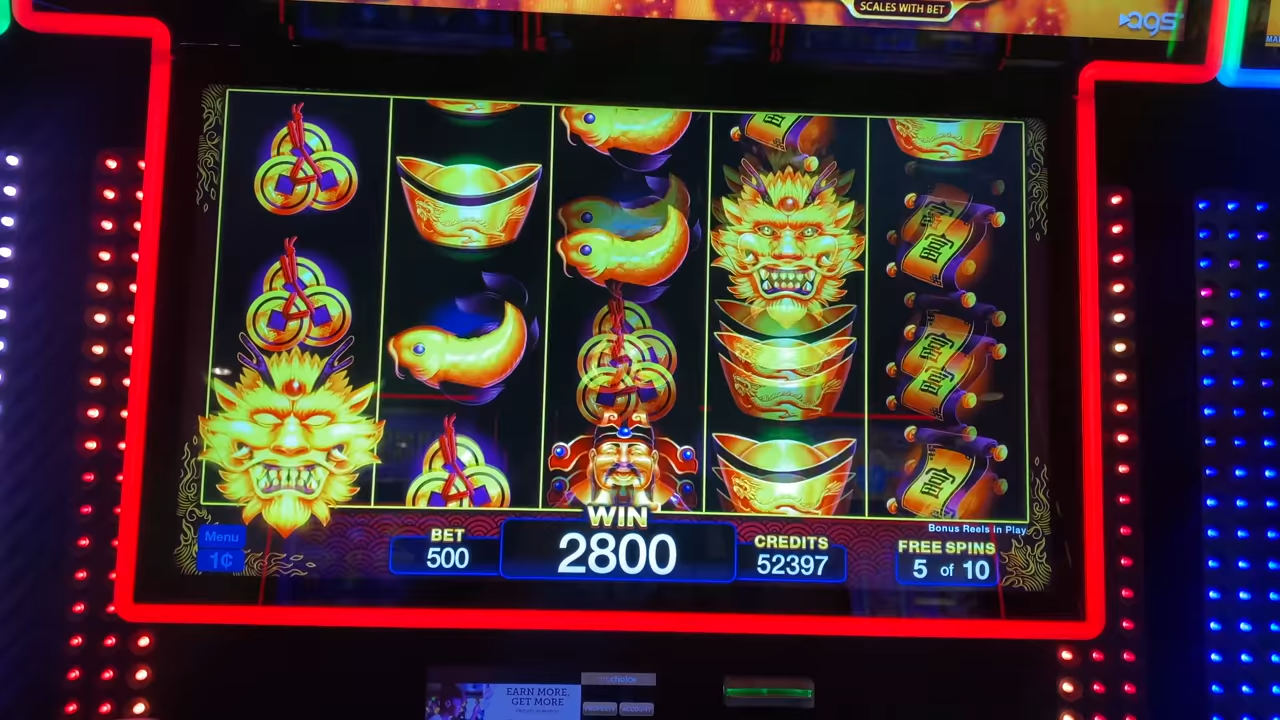 SCALES WITH BET
ags
Bonus Reels in Play
Menu
1¢
BET
500
WIN
2800
CREDITS
52397
FREE SPINS
5 of 10
EARN MORE.
GET MORE